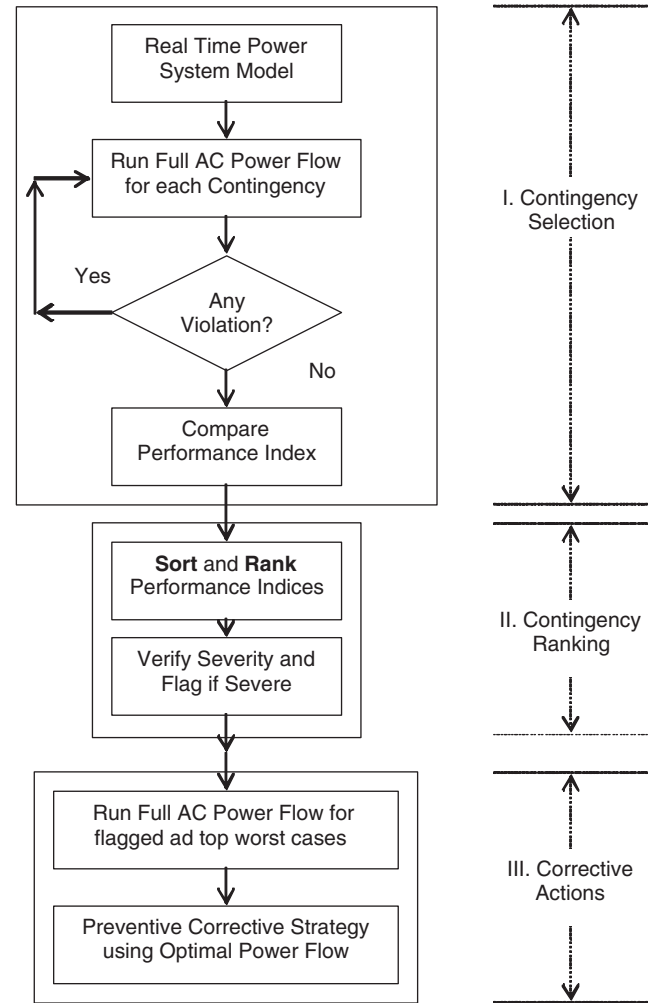 Real Time Power
System Model
Run Full AC Power Flow
for each Contingency
Yes
Any
Violation?
No
Compare
Performance Index
I. Contingency
Selection
Sort and Rank
Performance Indices
Verify Severity and
Flag if Severe
II. Contingency
Ranking
Run Full AC Power Flow for
flagged ad top worst cases
Preventive Corrective Strategy
using Optimal Power Flow
III. Corrective
Actions